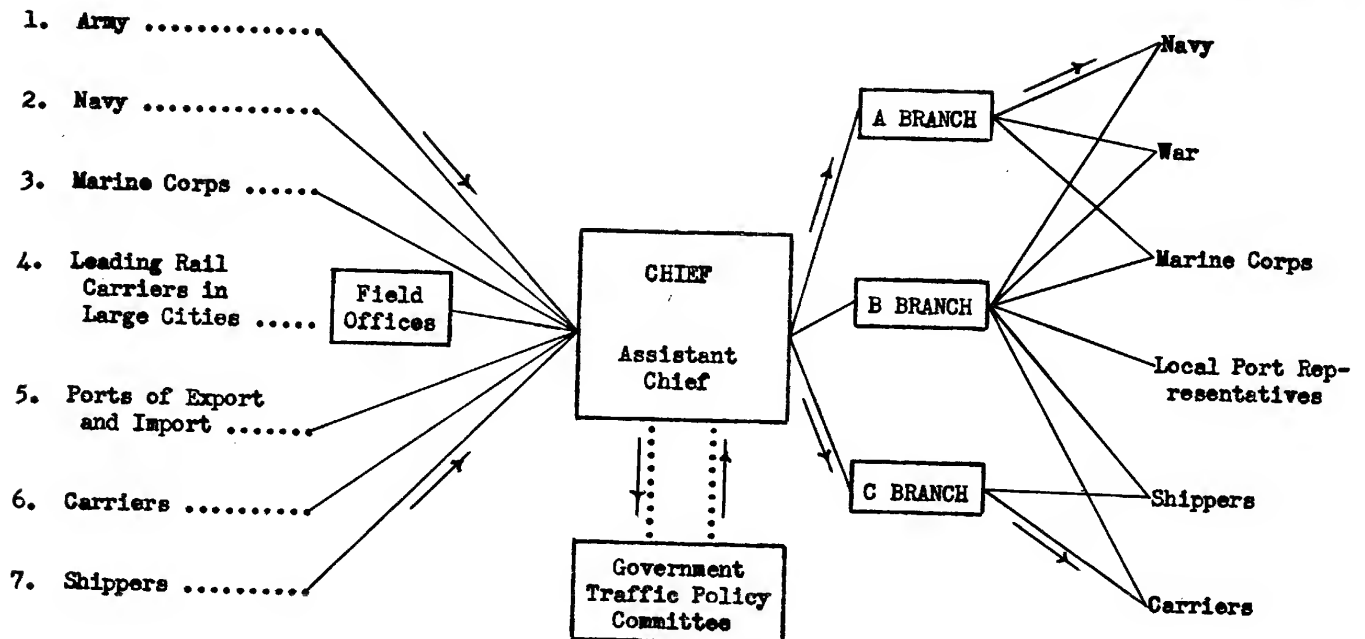 1. Army ..............
2. Navy .............
3. Marine Corps ......
4. Leading Rail
Carriers in
Large Cities .....
5. Ports of Export
and Import .......
6. Carriers ..........
7. Shippers ..........
Field
Offices
CHIEF
Assistant
Chief
Government
Traffic Policy
Committee
A BRANCH
B BRANCH
C BRANCH
Navy
War
Marine Corps
Local Port Rep-
resentatives
Shippers
Carriers